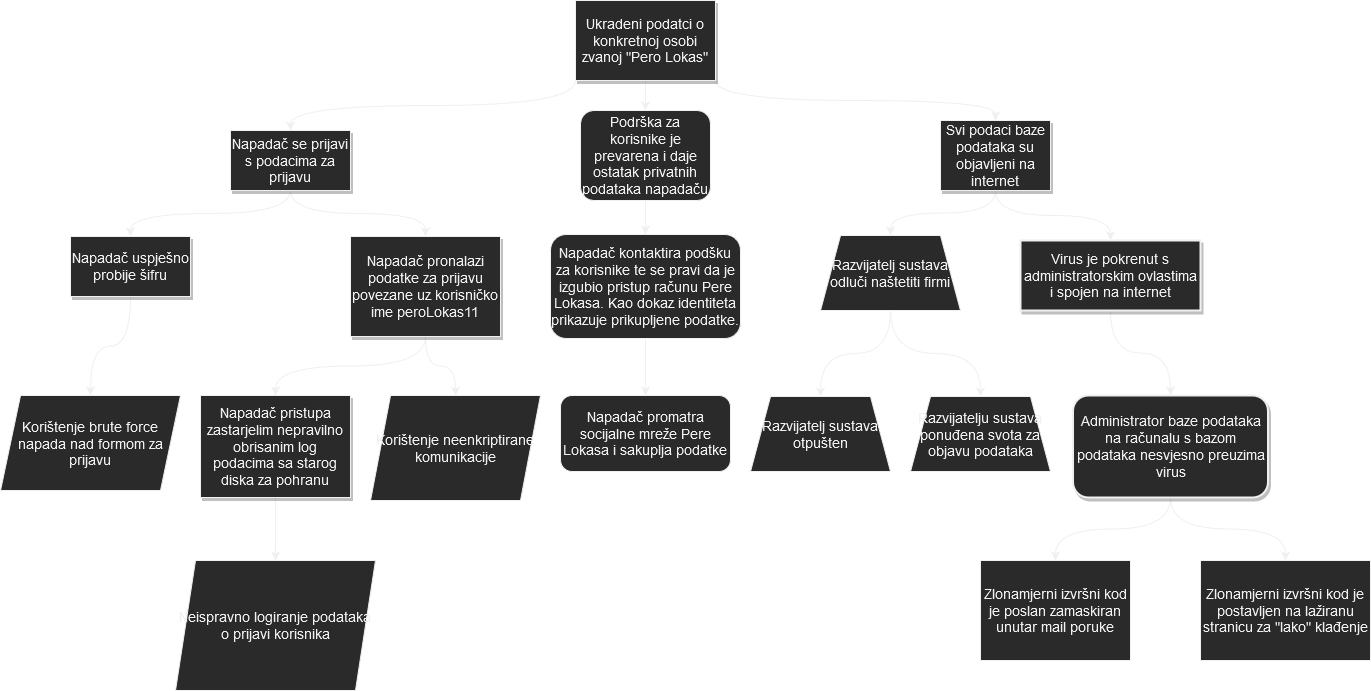 Ukradeni podatci o
konkretnoj osobi
zvanoj "Pero Lokas"
Napadač se prijavi
s podacima za
prijavu
Podrška za
korisnike je
prevarena i daje
ostatak privatnih
podataka napadaču
Svi podaci baze
podataka su
objavljeni na
internet
Napadač uspješno
probije šifru
Napadač pronalazi
podatke za prijavu
povezane uz korisničko
ime peroLokas11
Napadač kontaktira podšku
za korisnike te se pravi da je
izgubio pristup računu Pere
Lokasa. Kao dokaz identiteta
prikazuje prikupljene podatke.
Razvijatelj sustava
odluči naštetiti firmi
Virus je pokrenut s
administratorskim ovlastima
i spojen na internet
Korištenje brute force
napada nad formom za
prijavu
Napadač pristupa
zastarjelim nepravilno
obrisanim log
podacima sa starog
diska za pohranu
Korištenje neenkriptirane
komunikacije
Napadač promatra
socijalne mreže Pere
Lokasa i sakuplja podatke
Razvijatelj sustava
otpušten
Razvijatelju sustava
ponuđena svota za
objavu podataka
Administrator baze podataka
na računalu s bazom
podataka nesvjesno preuzima
virus
Neispravno logiranje podataka
o prijavi korisnika
Zlonamjerni izvršni kod
je poslan zamaskiran
unutar mail poruke
Zlonamjerni izvršni kod je
postavljen na lažiranu
stranicu za "lako" klađenje